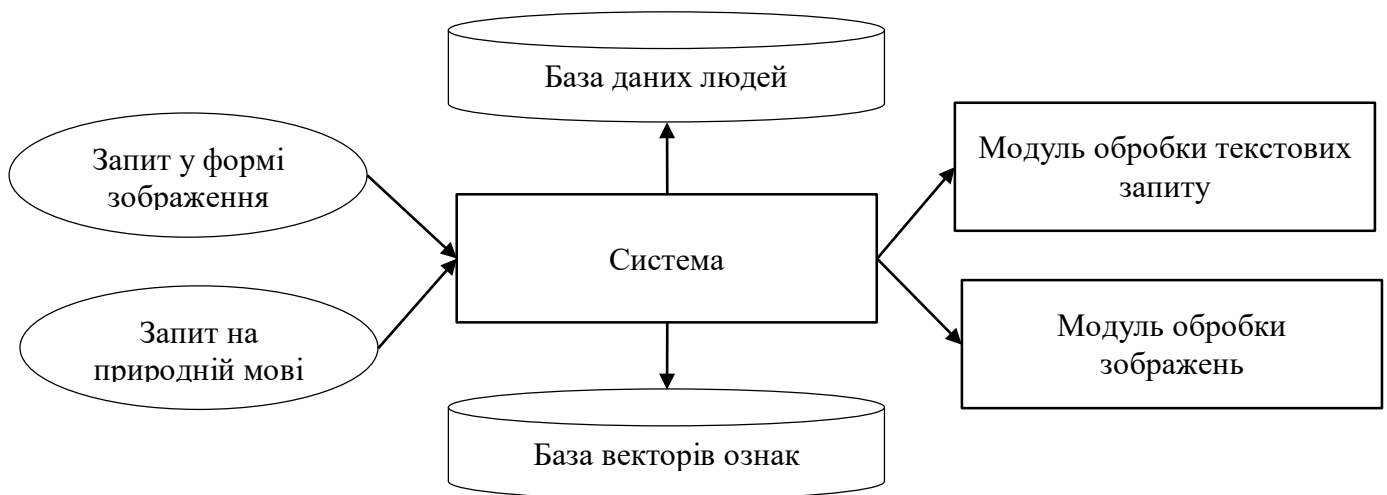 База даних людей
Запит у формі
зображення
Модуль обробки текстових
запиту
Система
Запит на
природній мові
Модуль обробки
зображень
База векторів ознак